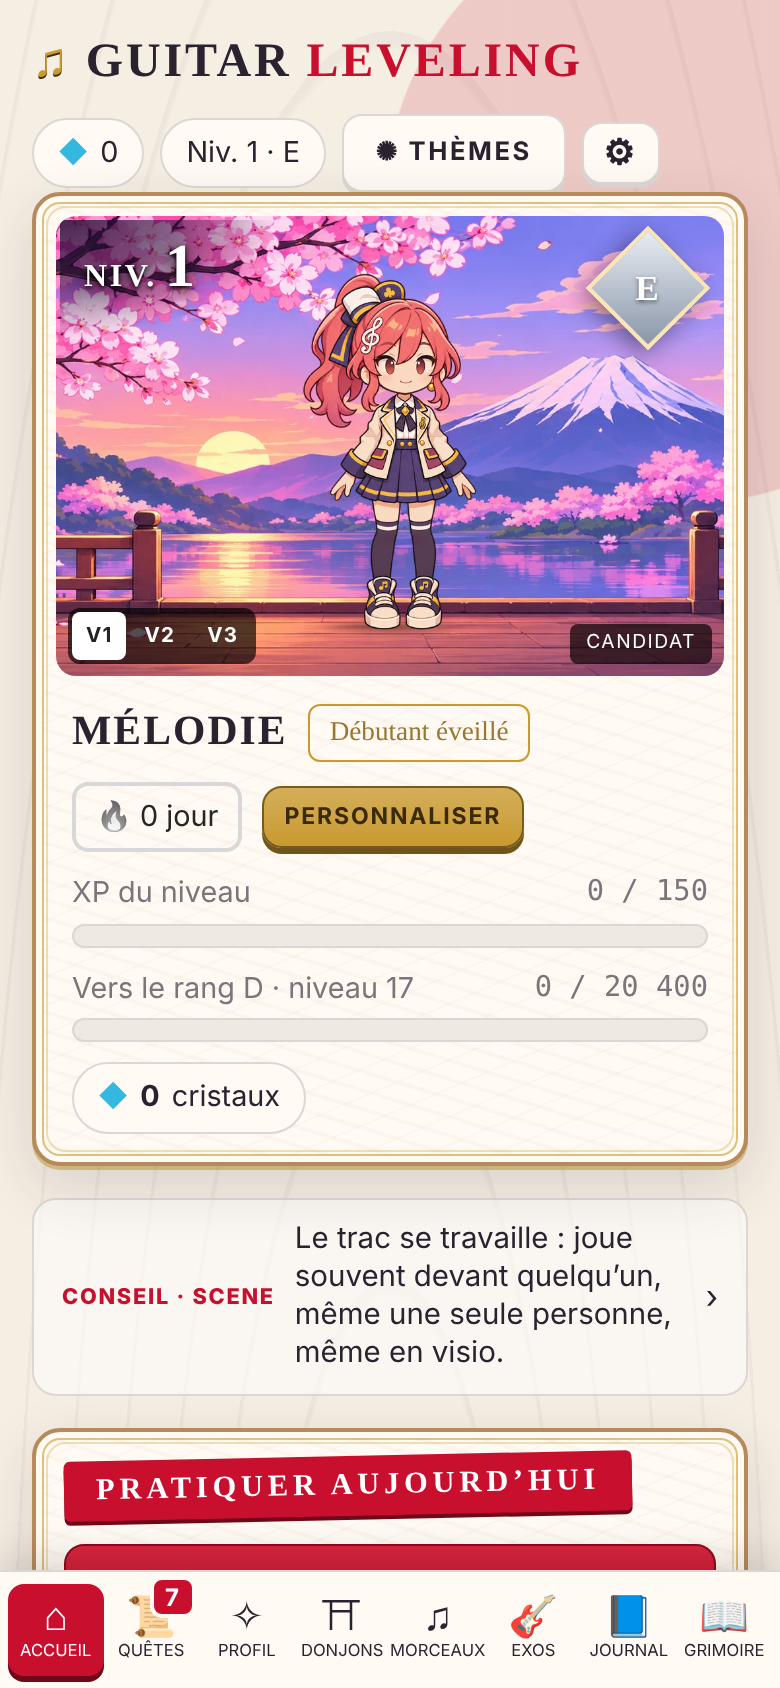 ♫ GUITAR LEVELING
0
Niv. 1 · E
THÈMES
NIV. 1
E
V1 V2 V3
CANDIDAT
MÉLODIE
Débutant éveillé
0 jour
PERSONNALISER
XP du niveau
0 / 150
Vers le rang D · niveau 17
0 / 20 400
0 cristaux
CONSEIL · SCENE
Le trac se travaille : joue
souvent devant quelqu’un,
même une seule personne,
même en visio.
›
PRATIQUER AUJOURD’HUI
7
ACCUEIL
QUÊTES
PROFIL
DONJONS
MORCEAUX
EXOS
JOURNAL
GRIMOIRE